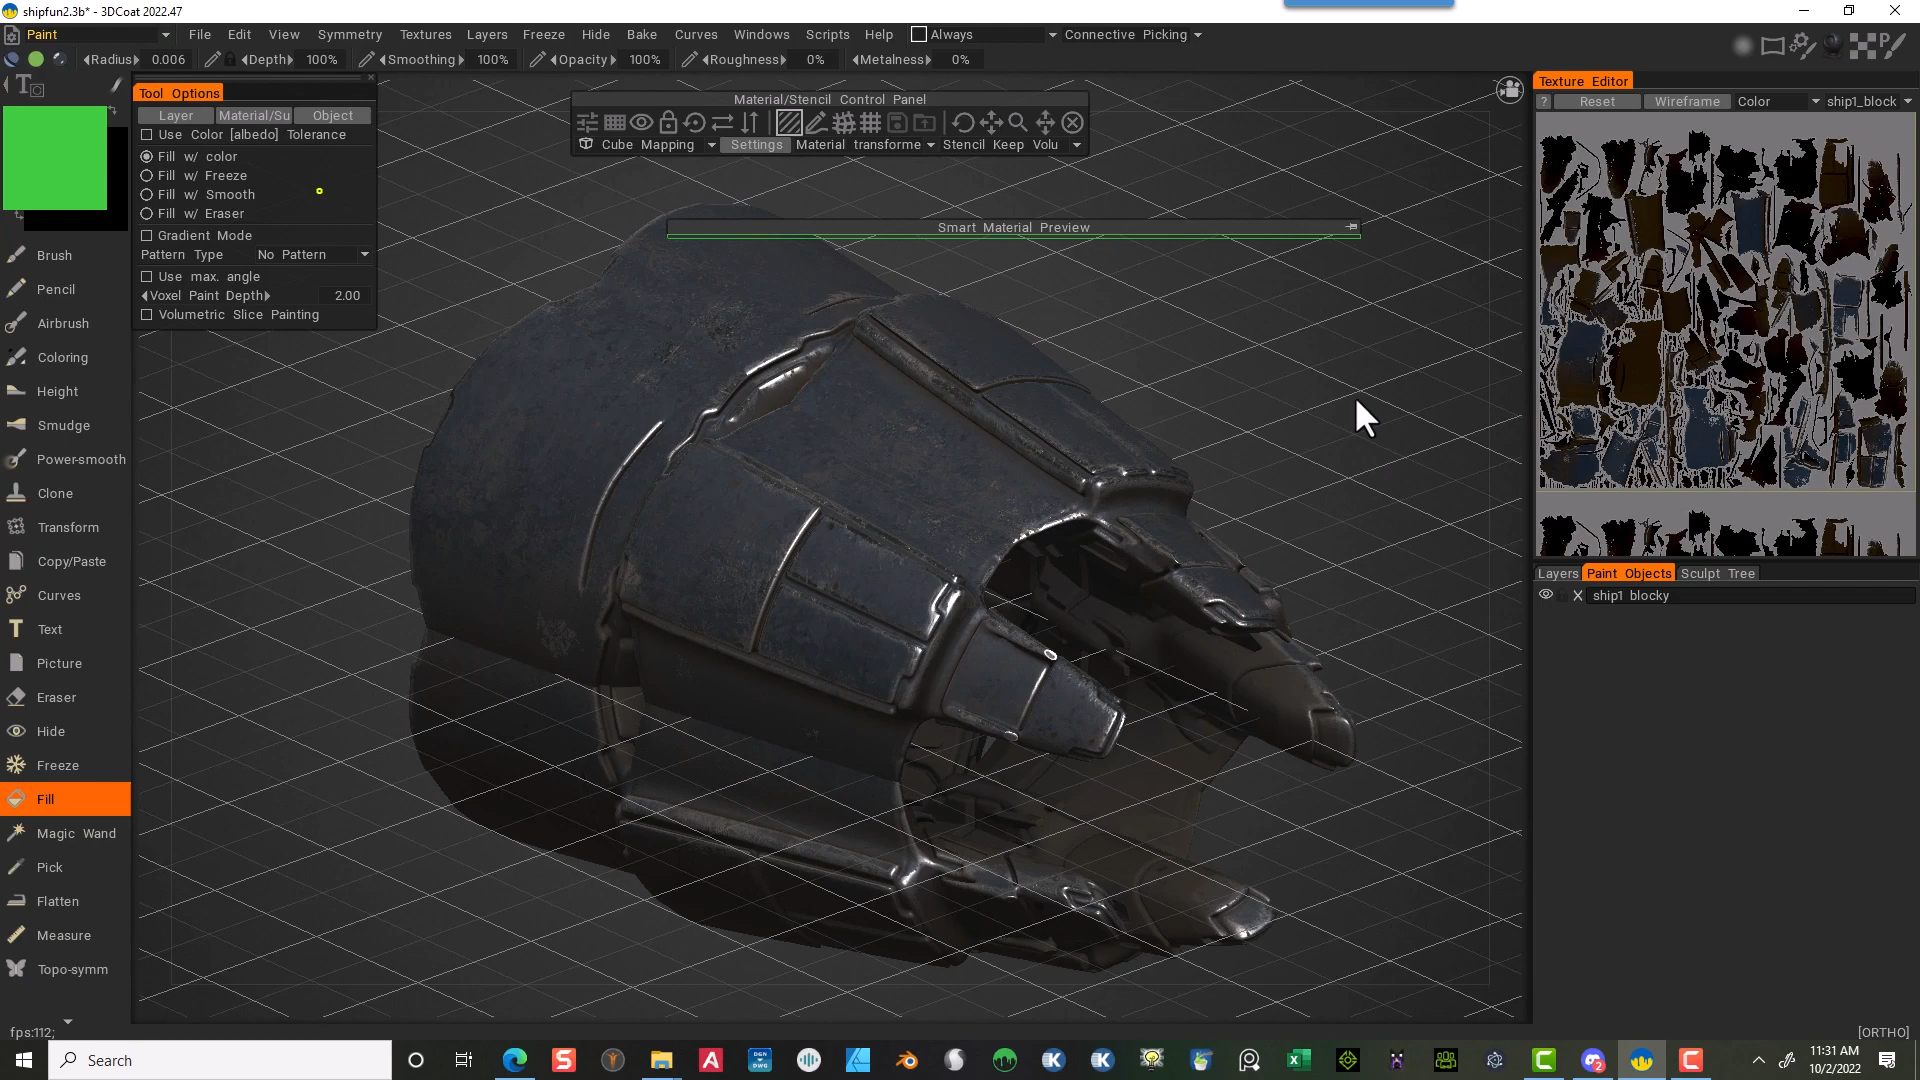 shipfun2.3b* - 3DCoat 2022.47
Paint File Edit View Symmetry Textures Layers Freeze Hide Bake Curves Windows Scripts Help Always Connective Picking
Radius 0.006 Depth 100% Smoothing 100% Opacity 100% Roughness 0% Metalness 0%
Tool Options
Layer Material/Su Object
Use Color [albedo] Tolerance
Fill w/ color
Fill w/ Freeze
Fill w/ Smooth
Fill w/ Eraser
Gradient Mode
Pattern Type No Pattern
Use max. angle
Voxel Paint Depth 2.00
Volumetric Slice Painting
Brush
Pencil
Airbrush
Coloring
Height
Smudge
Power-smooth
Clone
Transform
Copy/Paste
Curves
Text
Picture
Eraser
Hide
Freeze
Fill
Magic Wand
Pick
Flatten
Measure
Topo-symm
fps:112;
Material/Stencil Control Panel
Cube Mapping Settings Material transforme Stencil Keep Volu
Smart Material Preview
Texture Editor
? Reset Wireframe Color ship1_block
Layers Paint Objects Sculpt Tree
ship1 blocky
[ORTHO]
Search
11:31 AM
10/2/2022